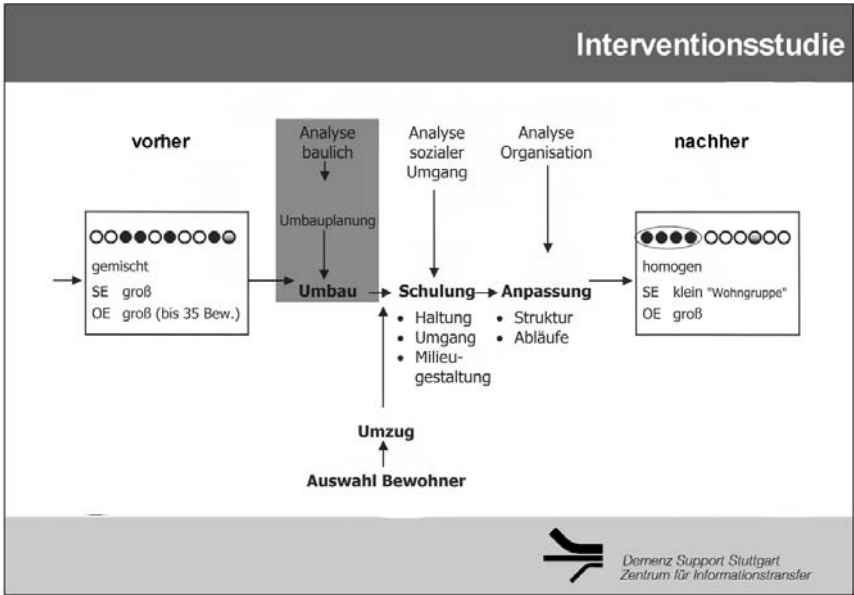 Interventionsstudie
vorher
gemischt
SE groß
OE groß (bis 35 Bew.)
Analyse
baulich
Umbauplanung
Umbau
Analyse
sozialer
Umgang
Schulung
• Haltung
• Umgang
• Milieu-
gestaltung
Analyse
Organisation
Anpassung
• Struktur
• Abläufe
Umzug
Auswahl Bewohner
nachher
homogen
SE klein "Wohngruppe"
OE groß
Demenz Support Stuttgart
Zentrum für Informationstransfer